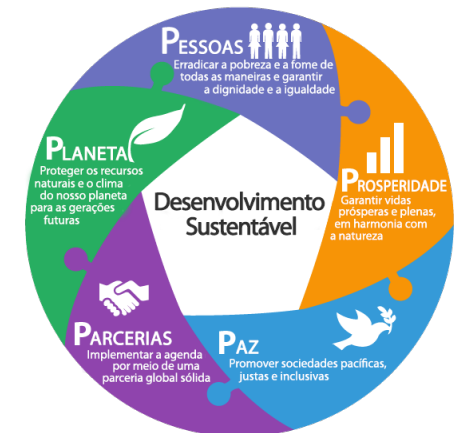 PESSOAS
Erradicar a pobreza e a fome de
todas as maneiras e garantir
a dignidade e a igualdade
PLANETA
Proteger os recursos
naturais e o clima
do nosso planeta
para as gerações
futuras
Desenvolvimento
Sustentável
PROSPERIDADE
Garantir vidas
prósperas e plenas,
em harmonia com
a natureza
PARCERIAS
Implementar a agenda
por meio de uma
parceria global sólida
PAZ
Promover sociedades pacíficas,
justas e inclusivas